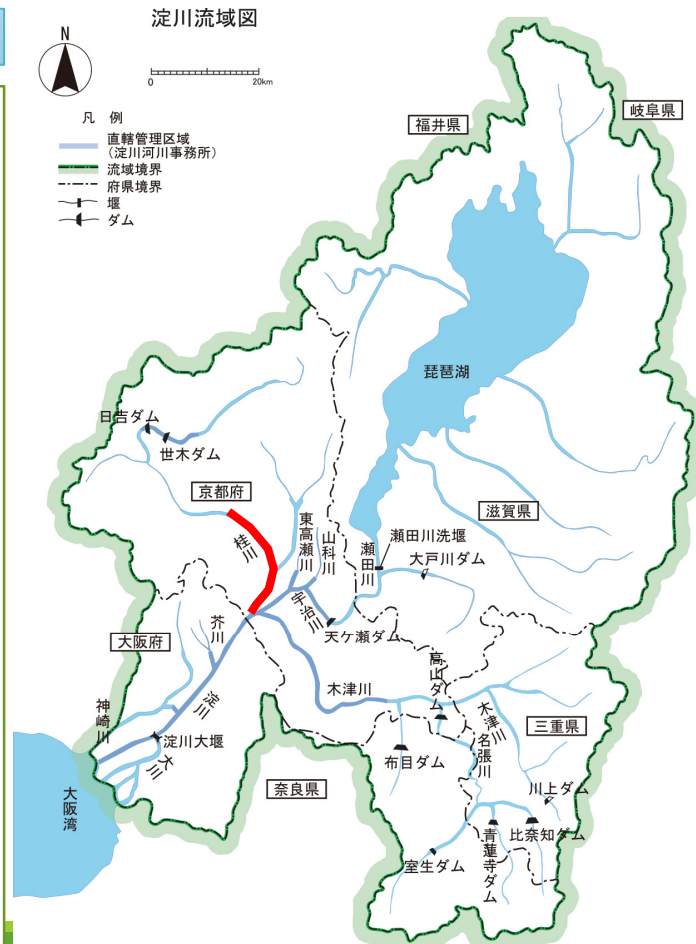 淀川流域図
N
20km
凡 例
直轄管理区域
(淀川河川事務所)
流域境界
府県境界
堰
ダム
福井県
岐阜県
琵琶湖
日吉ダム
世木ダム
京都府
滋賀県
桂川
東高瀬川
山科川
瀬田川
瀬田川洗堰
大戸川ダム
宇治川
天ケ瀬ダム
芥川
大阪府
高山ダム
木津川
木津川
三重県
神崎川
淀川
淀川大堰
大川
布目ダム
名張川
奈良県
大阪湾
川上ダム
青蓮寺ダム
比奈知ダム
室生ダム